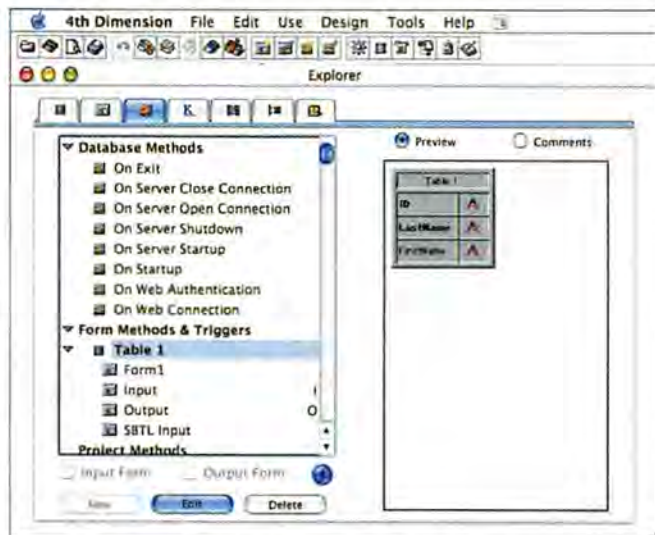 4th Dimension File Edit Use Design Tools Help
Explorer
K
Preview Comments
Database Methods
On Exit
On Server Close Connection
On Server Open Connection
On Server Shutdown
On Server Startup
On Startup
On Web Authentication
On Web Connection
Form Methods & Triggers
Table 1
Form1
Input I
Output O
SBTL Input
Project Methods
Input Form Output Form
New Edit Delete
Table 1
ID A
LastName A
FirstName A